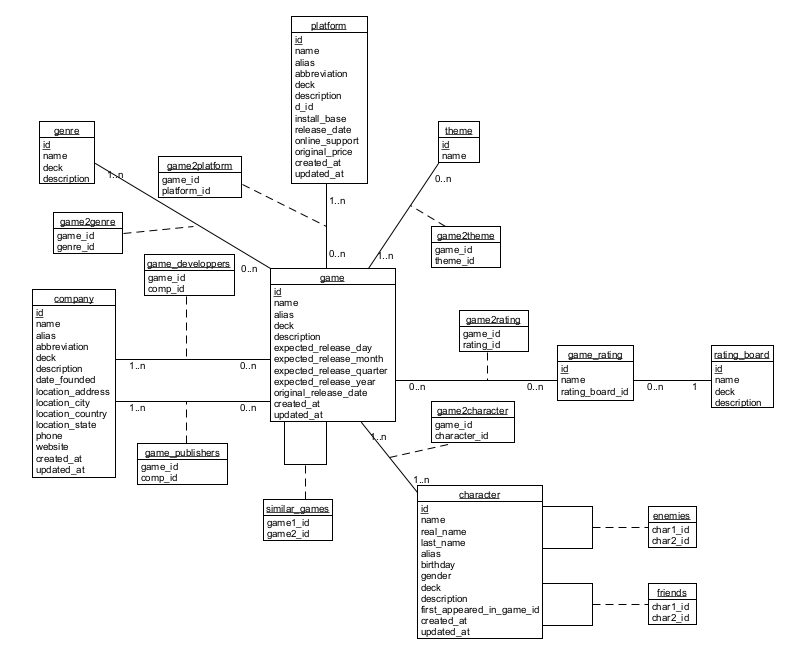 platform
id
name
alias
abbreviation
deck
description
d_id
install_base
release_date
online_support
original_price
created_at
updated_at
genre
id
name
deck
description
theme
id
name
1..n
0..n
game2platform
game_id
platform_id
1..n
game2genre
game_id
genre_id
game2theme
game_id
theme_id
0..n
1..n
0..n
game_developpers
game_id
comp_id
game
id
name
alias
deck
description
expected_release_day
expected_release_month
expected_release_quarter
expected_release_year
original_release_date
created_at
updated_at
company
id
name
alias
abbreviation
deck
description
date_founded
location_address
location_city
location_country
location_state
phone
website
created_at
updated_at
1..n
0..n
1..n
0..n
game2rating
game_id
rating_id
game_rating
id
name
rating_board_id
rating_board
id
name
deck
description
0..n
0..n
0..n
1
game2character
game_id
character_id
1..n
1..n
game_publishers
game_id
comp_id
similar_games
game1_id
game2_id
character
id
name
real_name
last_name
alias
birthday
gender
deck
description
first_appeared_in_game_id
created_at
updated_at
enemies
char1_id
char2_id
friends
char1_id
char2_id